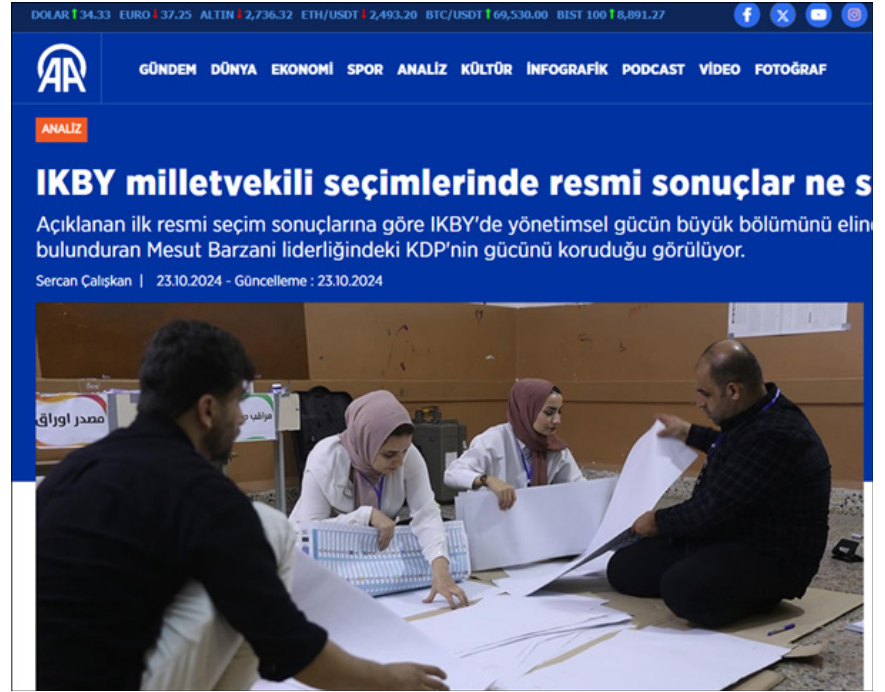 DOLAR 34.33 EURO 37.25 ALTIN 2,736.32 ETH/USDT 2,493.20 BTC/USDT 69,530.00 BIST 100 8,891.27
AA
GÜNDEM DÜNYA EKONOMİ SPOR ANALİZ KÜLTÜR İNFOGRAFİK PODCAST VİDEO FOTOĞRAF
ANALİZ
IKBY milletvekili seçimlerinde resmi sonuçlar ne s
Açıklanan ilk resmi seçim sonuçlarına göre IKBY'de yönetimsel gücün büyük bölümünü elin
bulunduran Mesut Barzani liderliğindeki KDP'nin gücünü koruduğu görülüyor.
Sercan Çalışkan | 23.10.2024 - Güncelleme : 23.10.2024
مصدر اوراق
مراقب